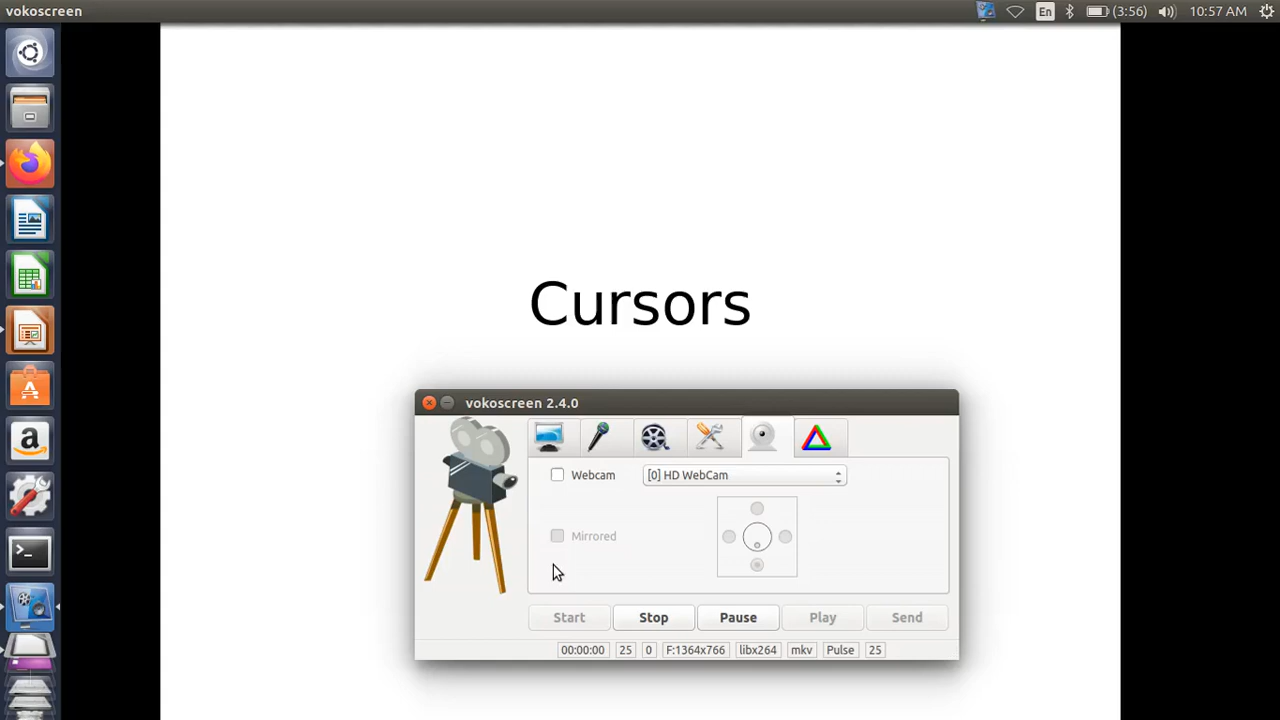 vokoscreen
En
(3:56)
10:57 AM
Cursors
vokoscreen 2.4.0
Webcam
[0] HD WebCam
Mirrored
Start
Stop
Pause
Play
Send
00:00:00
25
0
F:1364x766
libx264
mkv
Pulse
25